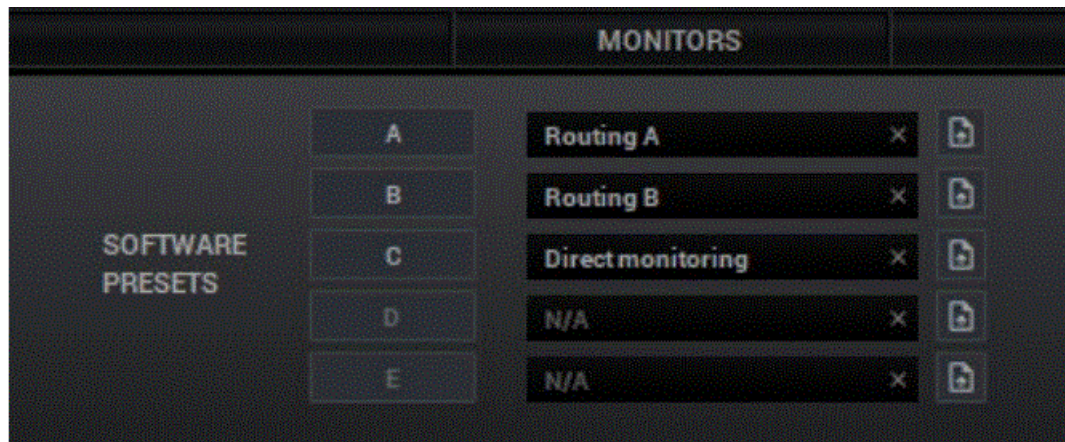 MONITORS
A Routing A ×
B Routing B ×
SOFTWARE PRESETS
C Direct monitoring ×
D N/A ×
E N/A ×